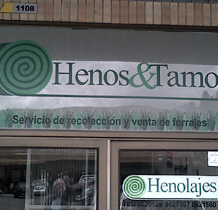 1108
Henos&Tamo
Servicio de recolección y venta de forrajes
Henolajes